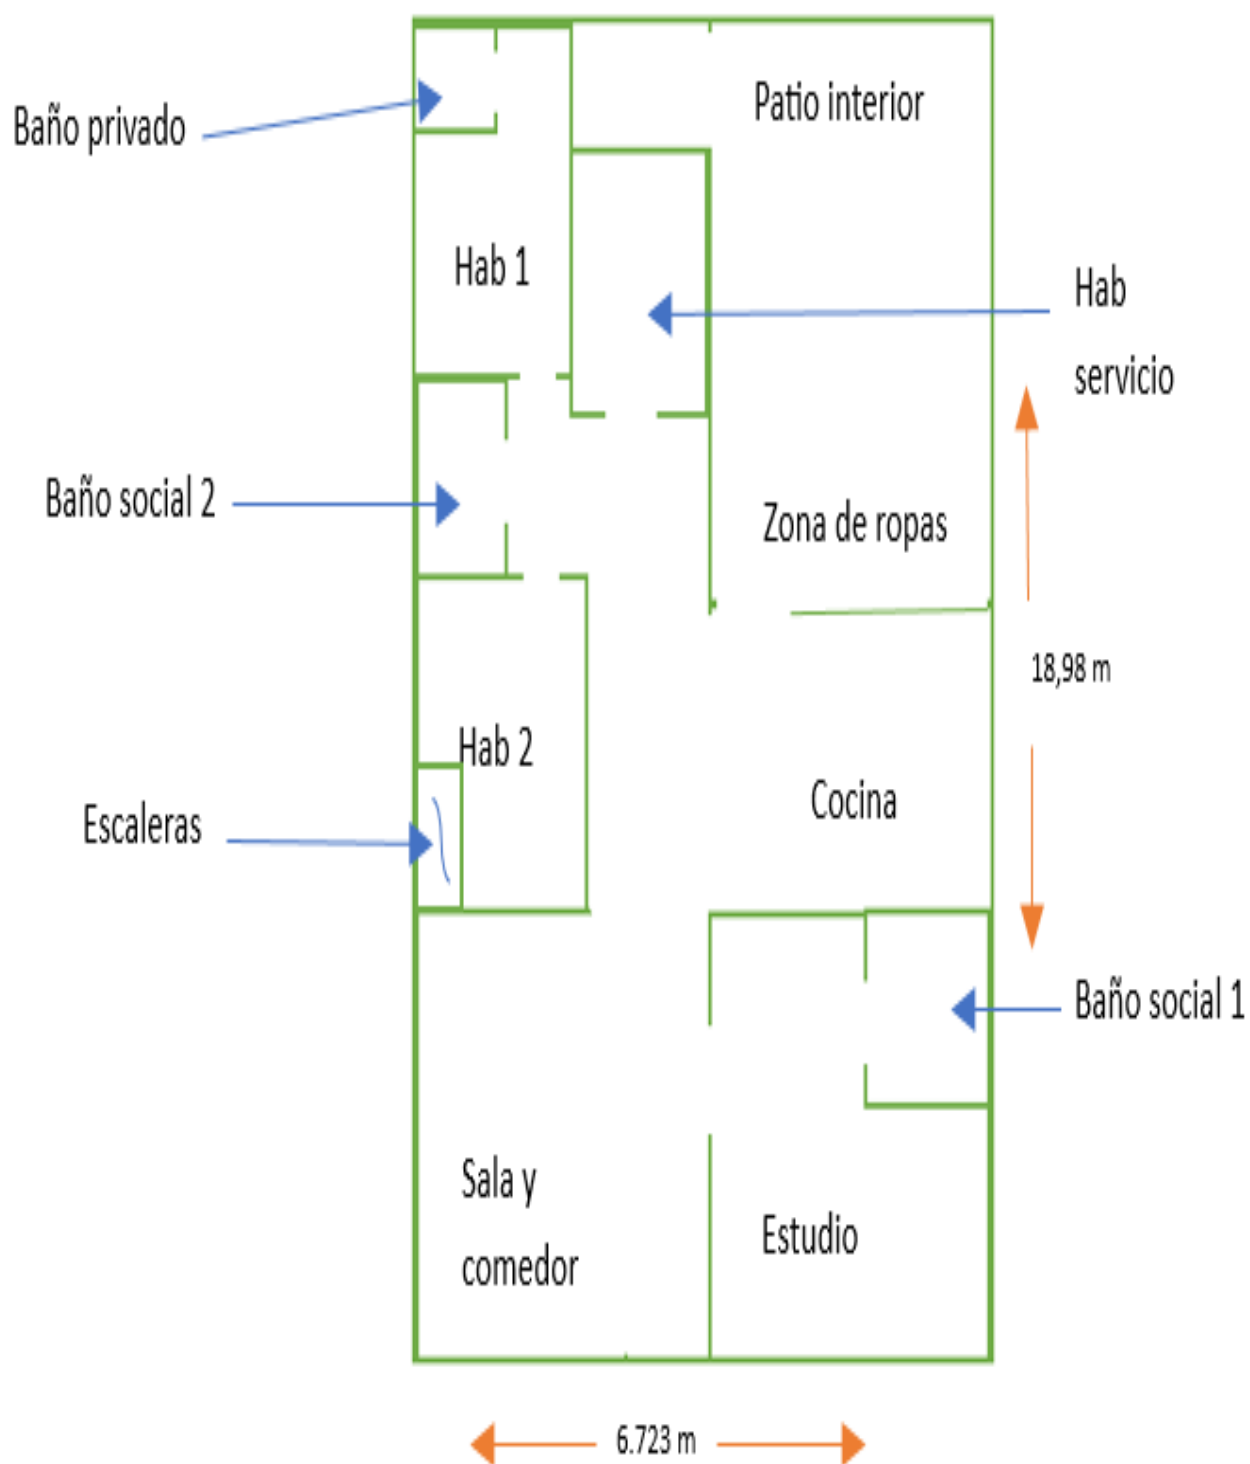 Patio interior
Baño privado
Hab 1
Hab
servicio
Baño social 2
Zona de ropas
18,98 m
Hab 2
Cocina
Escaleras
Baño social 1
Sala y
comedor
Estudio
6.723 m